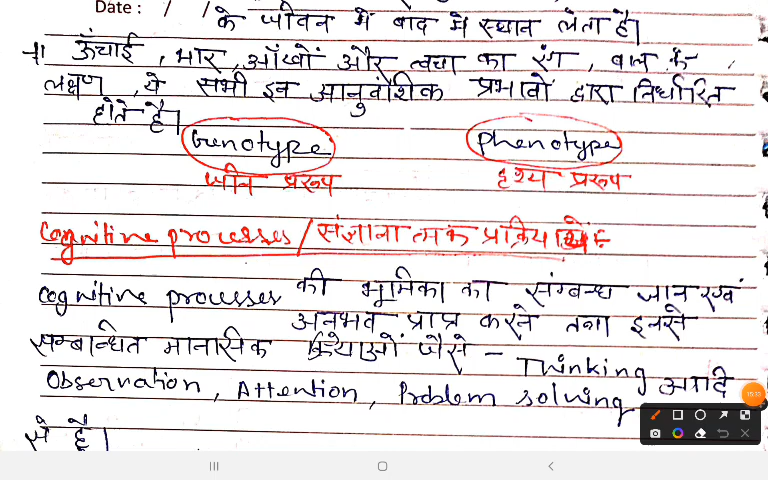 Date: / /
के जीवन में बाद में स्थान लेता है।
→ ऊँचाई, भार, आँखों और त्वचा का रंग, बाल के
लक्षण, ये सभी इन आनुवंशिक प्रभावों द्वारा निर्धारित
होते है।
Genotype phenotype
जीन प्ररूप दृश्य प्ररूप
Cognitive processes/संज्ञानात्मक प्रक्रियायें :-
Cognitive processes की भूमिका का संबन्ध ज्ञान एवं
अनुभव प्राप्त करने तथा इनसे
सम्बन्धित मानसिक क्रियाओं जैसे - Thinking
Observation, Attention, Problem solving आदि
से है।